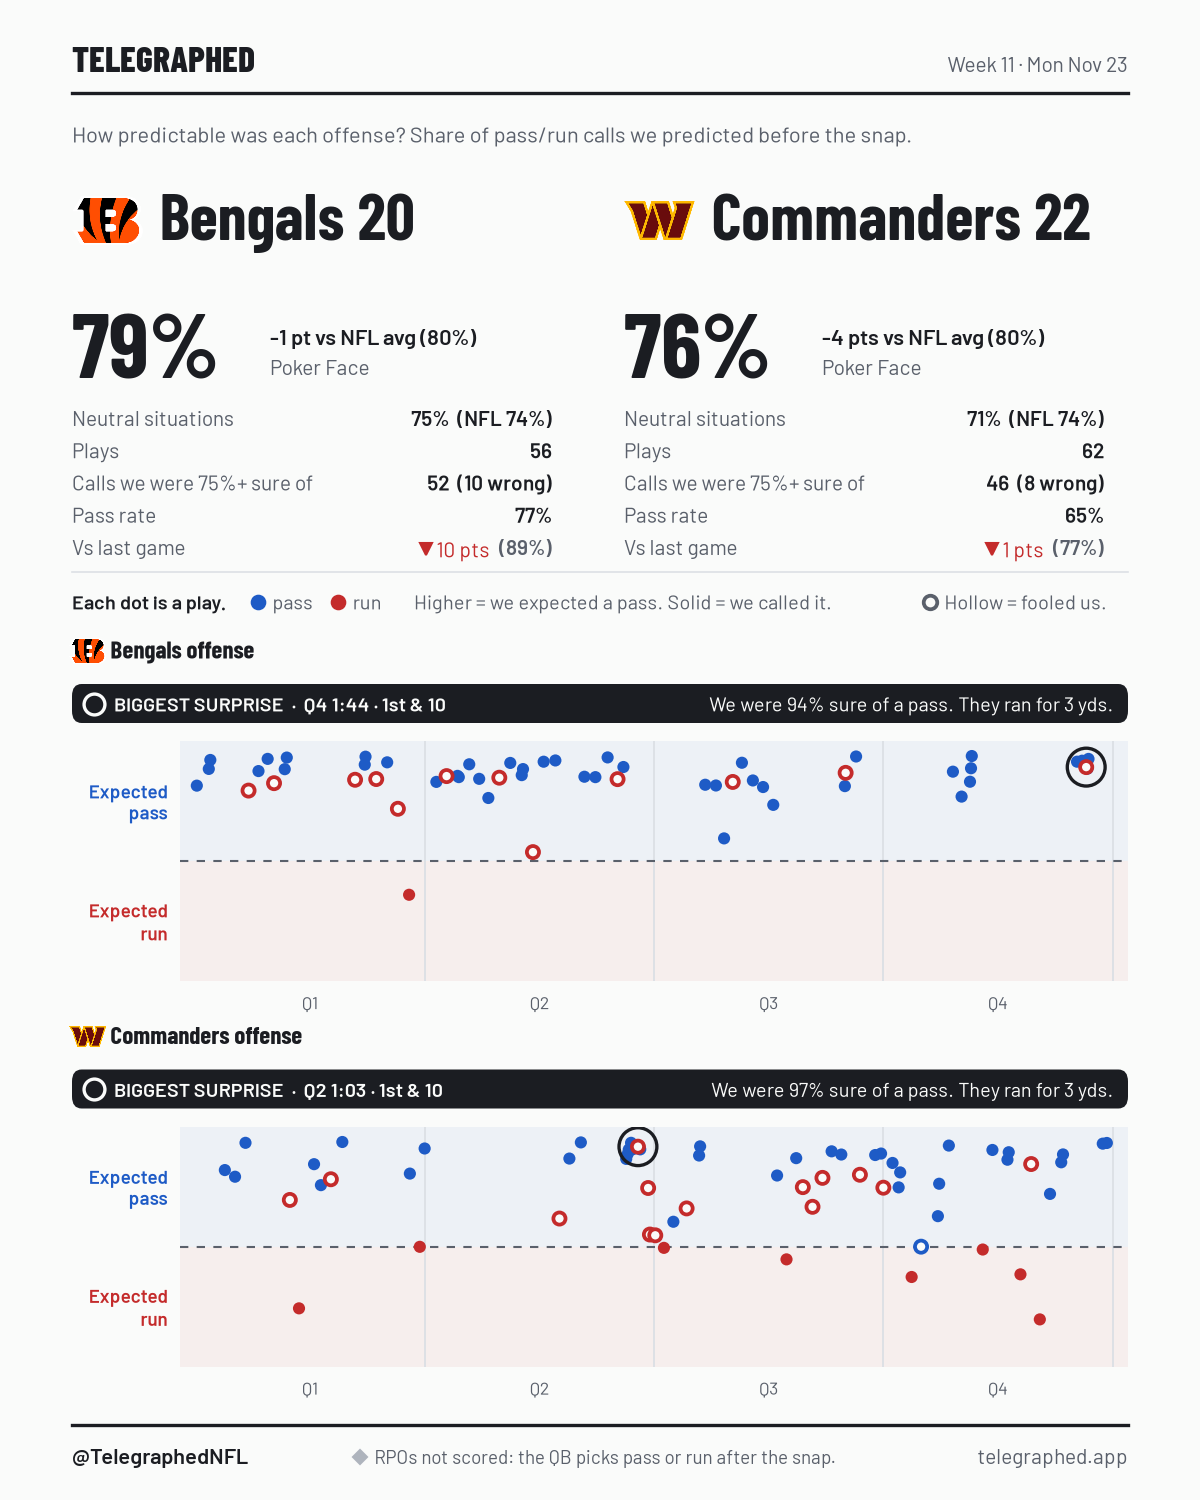 TELEGRAPHED
Week 11 · Mon Nov 23
How predictable was each offense? Share of pass/run calls we predicted before the snap.
Bengals 20
79%
-1 pt vs NFL avg (80%)
Poker Face
Neutral situations 75% (NFL 74%)
Plays 56
Calls we were 75%+ sure of 52 (10 wrong)
Pass rate 77%
Vs last game ▼10 pts (89%)
Commanders 22
76%
-4 pts vs NFL avg (80%)
Poker Face
Neutral situations 71% (NFL 74%)
Plays 62
Calls we were 75%+ sure of 46 (8 wrong)
Pass rate 65%
Vs last game ▼1 pts (77%)
Each dot is a play. pass run Higher = we expected a pass. Solid = we called it. Hollow = fooled us.
Bengals offense
BIGGEST SURPRISE · Q4 1:44 · 1st & 10 We were 94% sure of a pass. They ran for 3 yds.
Expected
pass
Expected
run
Q1 Q2 Q3 Q4
Commanders offense
BIGGEST SURPRISE · Q2 1:03 · 1st & 10 We were 97% sure of a pass. They ran for 3 yds.
Expected
pass
Expected
run
Q1 Q2 Q3 Q4
@TelegraphedNFL RPOs not scored: the QB picks pass or run after the snap. telegraphed.app